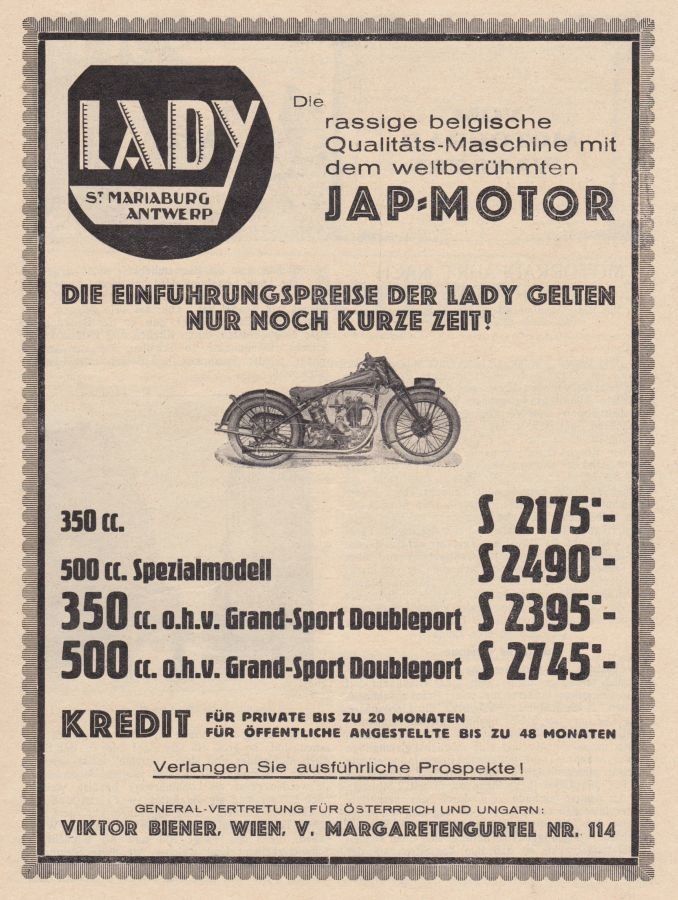 LADY
ST MARIABURG
ANTWERP
Die
rassige belgische
Qualitäts-Maschine mit
dem weltberühmten
JAP-MOTOR
DIE EINFÜHRUNGSPREISE DER LADY GELTEN
NUR NOCH KURZE ZEIT!
350 cc. S 2175·-
500 cc. Spezialmodell S 2490·-
350 cc. o.h.v. Grand-Sport Doubleport S 2395·-
500 cc. o.h.v. Grand-Sport Doubleport S 2745·-
KREDIT FÜR PRIVATE BIS ZU 20 MONATEN
FÜR ÖFFENTLICHE ANGESTELLTE BIS ZU 48 MONATEN
Verlangen Sie ausführliche Prospekte!
GENERAL-VERTRETUNG FÜR ÖSTERREICH UND UNGARN:
VIKTOR BIENER, WIEN, V. MARGARETENGURTEL NR. 114